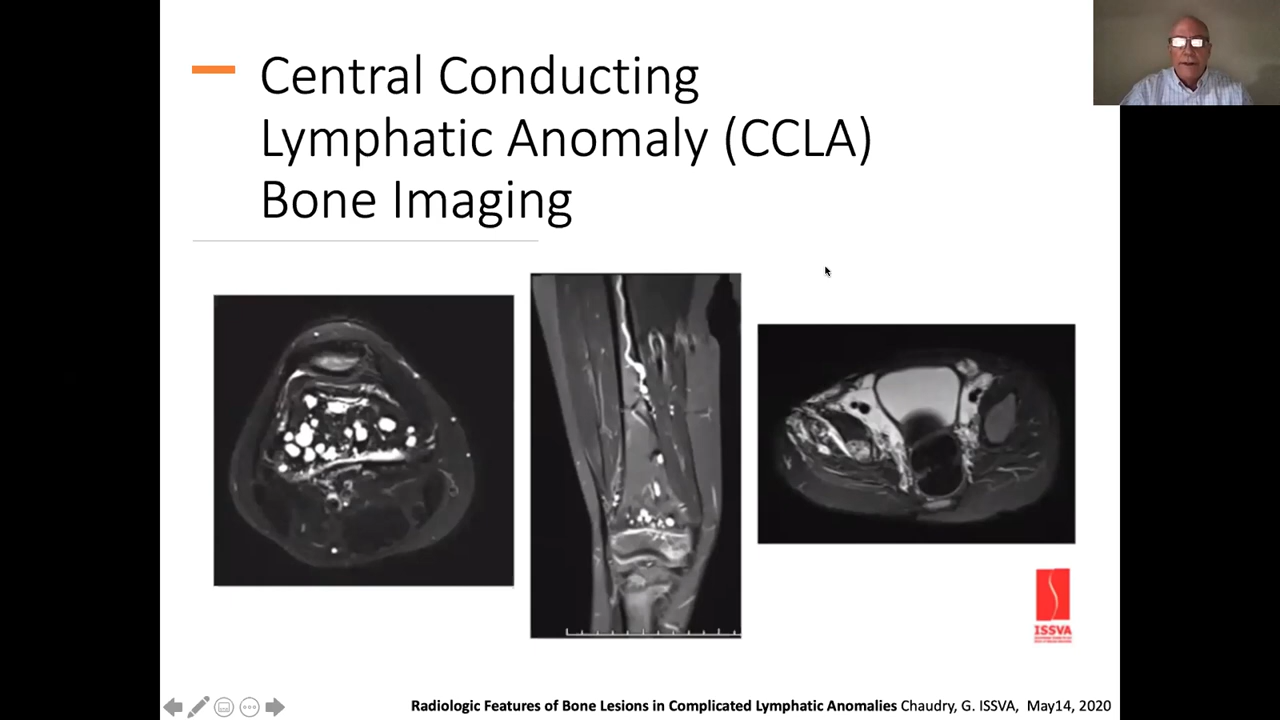 Central Conducting
Lymphatic Anomaly (CCLA)
Bone Imaging
ISSVA
Radiologic Features of Bone Lesions in Complicated Lymphatic Anomalies Chaudry, G. ISSVA, May14, 2020